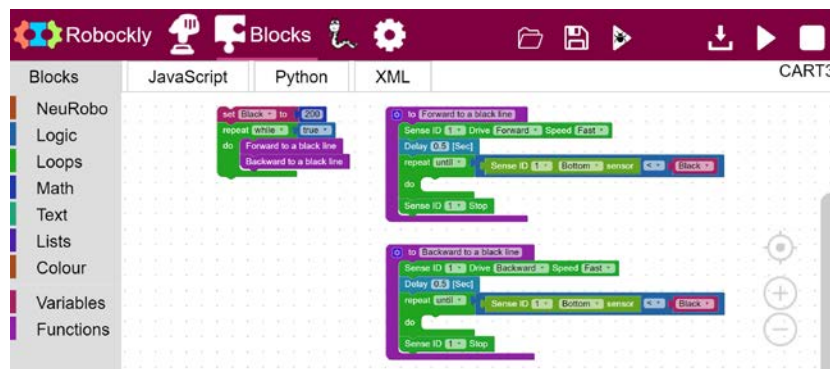 Robockly Blocks
Blocks JavaScript Python XML CART3
NeuRobo
Logic
Loops
Math
Text
Lists
Colour
Variables
Functions
set Black to 200
repeat while true
do Forward to a black line
Backward to a black line
to Forward to a black line
Sense ID 1 Drive Forward Speed Fast
Delay 0.5 [Sec]
repeat until Sense ID 1 Bottom sensor < Black
do
Sense ID 1 Stop
to Backward to a black line
Sense ID 1 Drive Backward Speed Fast
Delay 0.5 [Sec]
repeat until Sense ID 1 Bottom sensor < Black
do
Sense ID 1 Stop